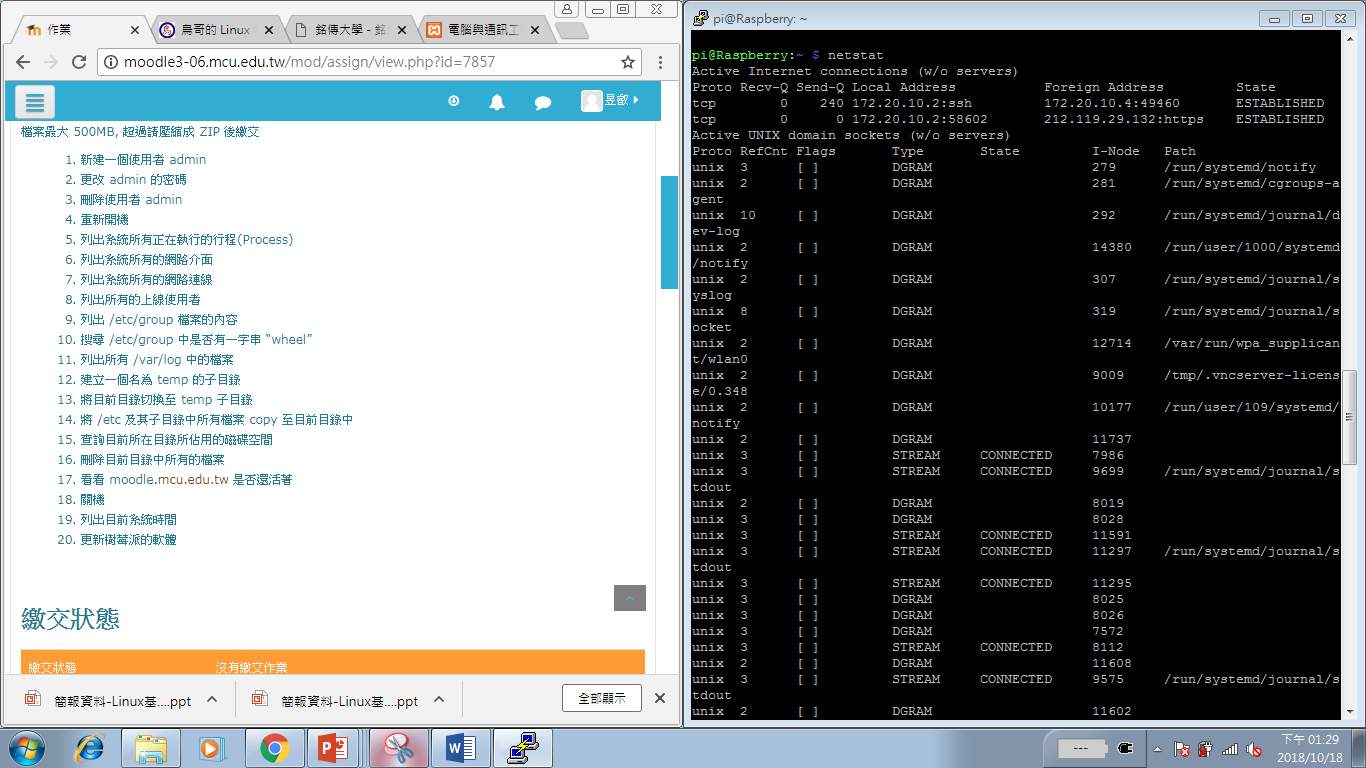 作業
鳥哥的 Linux
銘傳大學 - 銘
電腦與通訊工
moodle3-06.mcu.edu.tw/mod/assign/view.php?id=7857
昱叡
檔案最大 500MB, 超過請壓縮成 ZIP 後繳交
1. 新建一個使用者 admin
2. 更改 admin 的密碼
3. 刪除使用者 admin
4. 重新開機
5. 列出系統所有正在執行的行程(Process)
6. 列出系統所有的網路介面
7. 列出系統所有的網路連線
8. 列出所有的上線使用者
9. 列出 /etc/group 檔案的內容
10. 搜尋 /etc/group 中是否有一字串 “wheel”
11. 列出所有 /var/log 中的檔案
12. 建立一個名為 temp 的子目錄
13. 將目前目錄切換至 temp 子目錄
14. 將 /etc 及其子目錄中所有檔案 copy 至目前目錄中
15. 查詢目前所在目錄所佔用的磁碟空間
16. 刪除目前目錄中所有的檔案
17. 看看 moodle.mcu.edu.tw 是否還活著
18. 關機
19. 列出目前系統時間
20. 更新樹莓派的軟體
繳交狀態
繳交狀態 沒有繳交作業
簡報資料-Linux基....ppt
簡報資料-Linux基....ppt
全部顯示
pi@Raspberry: ~
pi@Raspberry:~ $ netstat
Active Internet connections (w/o servers)
Proto Recv-Q Send-Q Local Address Foreign Address State
tcp 0 240 172.20.10.2:ssh 172.20.10.4:49460 ESTABLISHED
tcp 0 0 172.20.10.2:58602 212.119.29.132:https ESTABLISHED
Active UNIX domain sockets (w/o servers)
Proto RefCnt Flags Type State I-Node Path
unix 3 [ ] DGRAM 279 /run/systemd/notify
unix 2 [ ] DGRAM 281 /run/systemd/cgroups-a
gent
unix 10 [ ] DGRAM 292 /run/systemd/journal/d
ev-log
unix 2 [ ] DGRAM 14380 /run/user/1000/systemd
/notify
unix 2 [ ] DGRAM 307 /run/systemd/journal/s
yslog
unix 8 [ ] DGRAM 319 /run/systemd/journal/s
ocket
unix 2 [ ] DGRAM 12714 /var/run/wpa_supplican
t/wlan0
unix 2 [ ] DGRAM 9009 /tmp/.vncserver-licens
e/0.348
unix 2 [ ] DGRAM 10177 /run/user/109/systemd/
notify
unix 2 [ ] DGRAM 11737
unix 3 [ ] STREAM CONNECTED 7986
unix 3 [ ] STREAM CONNECTED 9699 /run/systemd/journal/s
tdout
unix 2 [ ] DGRAM 8019
unix 3 [ ] DGRAM 8028
unix 3 [ ] STREAM CONNECTED 11591
unix 3 [ ] STREAM CONNECTED 11297 /run/systemd/journal/s
tdout
unix 3 [ ] STREAM CONNECTED 11295
unix 3 [ ] DGRAM 8025
unix 3 [ ] DGRAM 8026
unix 3 [ ] DGRAM 7572
unix 3 [ ] STREAM CONNECTED 8112
unix 2 [ ] DGRAM 11608
unix 3 [ ] STREAM CONNECTED 9575 /run/systemd/journal/s
tdout
unix 2 [ ] DGRAM 11602
---
下午 01:29
2018/10/18